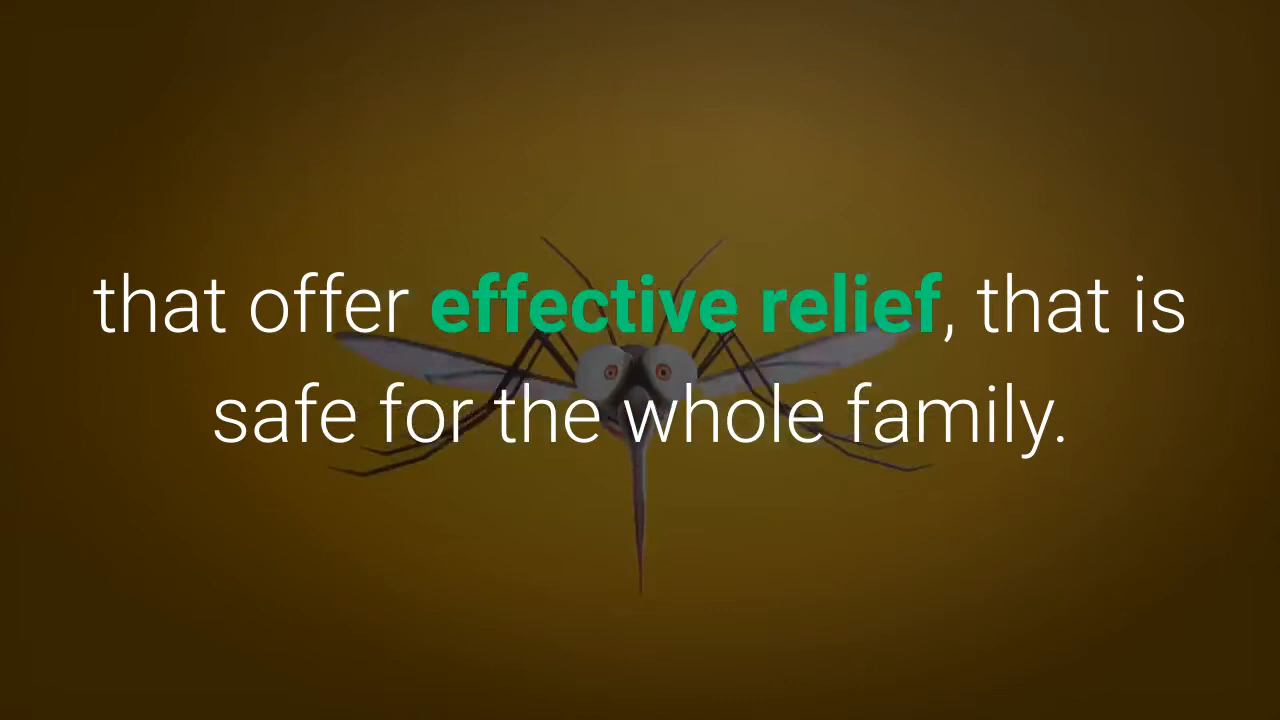 that offer effective relief, that is
safe for the whole family.